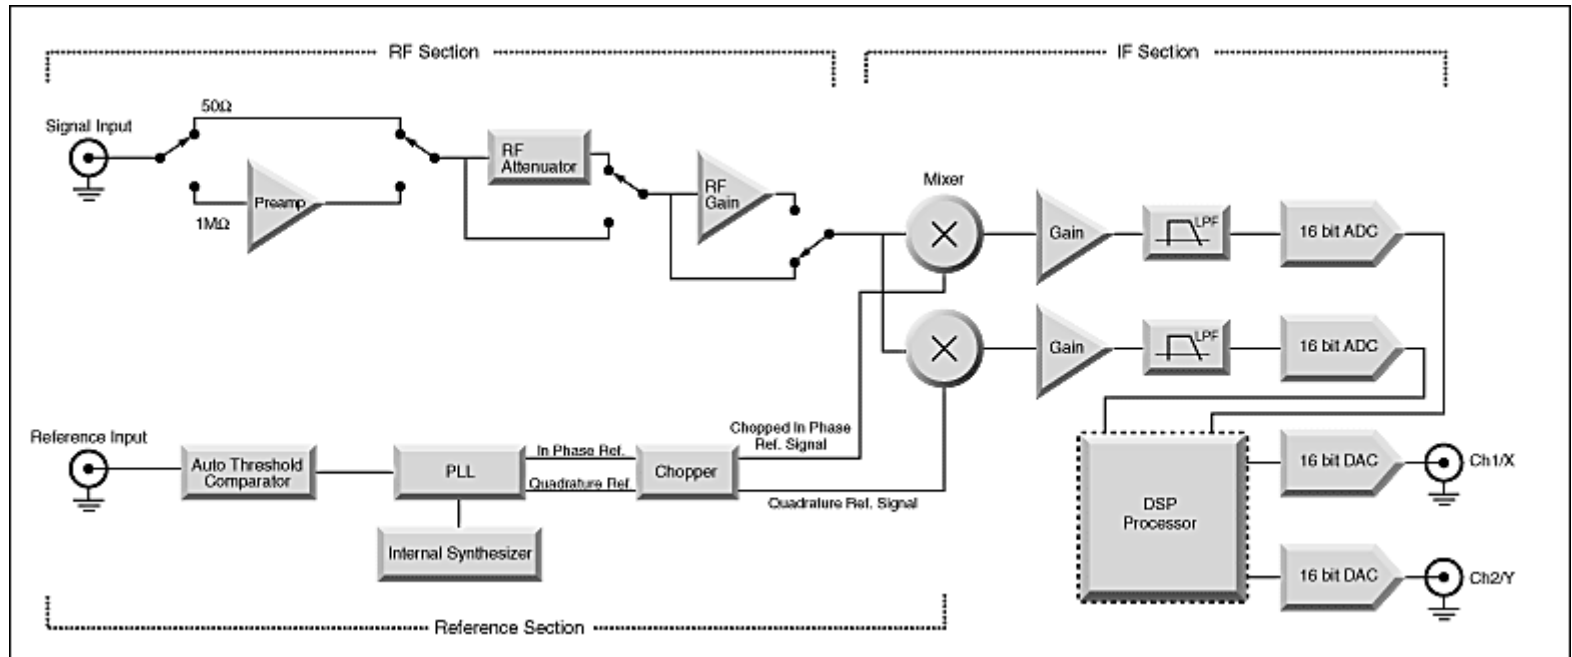 RF Section
IF Section
50Ω
Signal Input
RF
Attenuator
RF
Gain
Preamp
1MΩ
Mixer
Gain
LPF
16 bit ADC
Gain
LPF
16 bit ADC
Reference Input
Auto Threshold
Comparator
PLL
In Phase Ref.
Quadrature Ref.
Chopper
Chopped In Phase
Ref. Signal
Quadrature Ref. Signal
Internal Synthesizer
DSP
Processor
16 bit DAC
Ch1/X
16 bit DAC
Ch2/Y
Reference Section